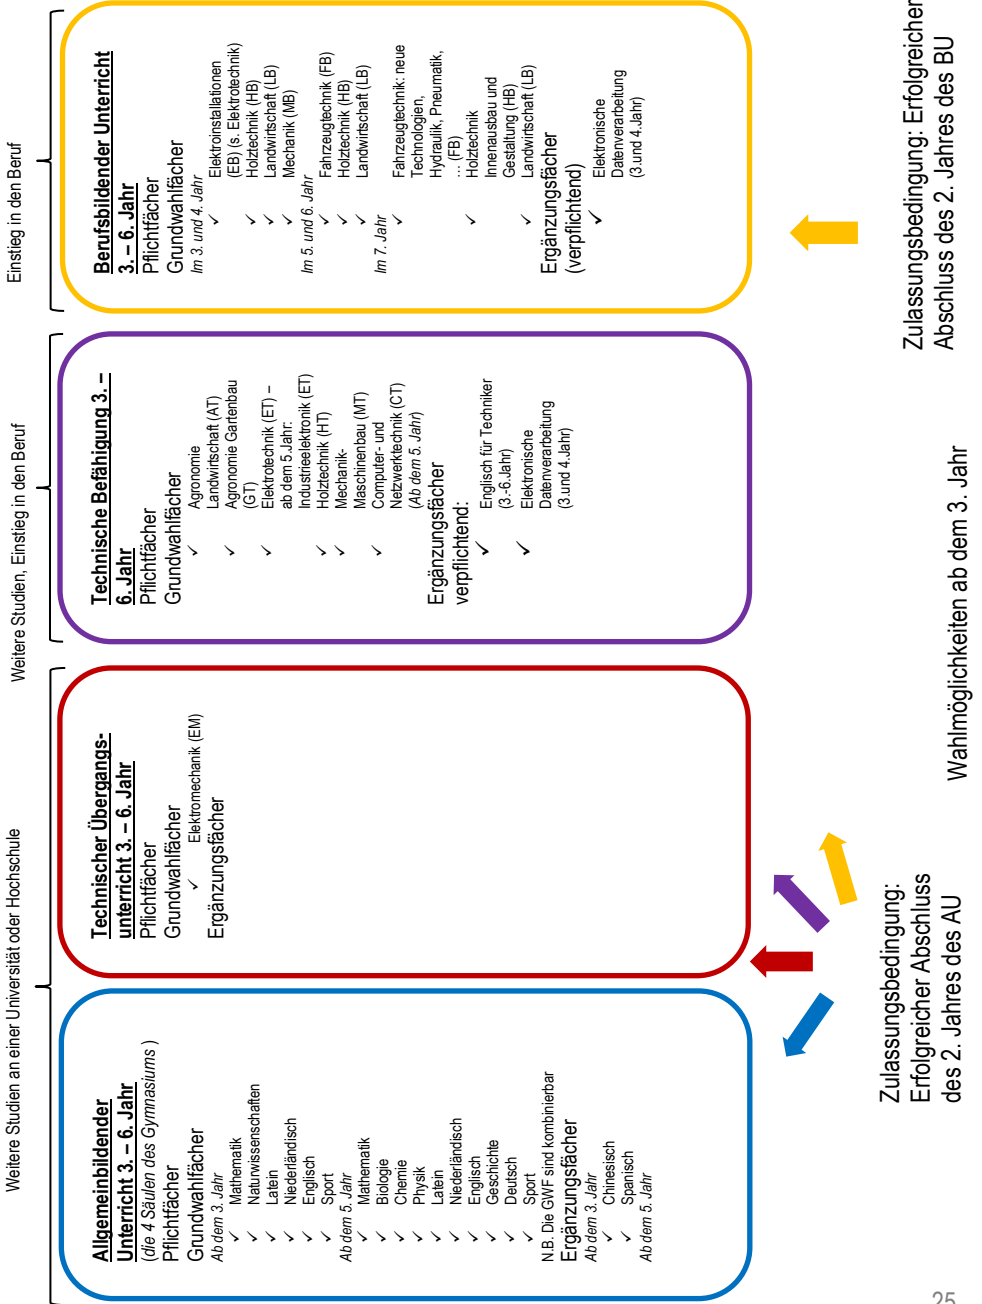 Weitere Studien an einer Universität oder Hochschule
Weitere Studien, Einstieg in den Beruf
Einstieg in den Beruf
Allgemeinbildender
Unterricht 3. – 6. Jahr
(die 4 Säulen des Gymnasiums )
Pflichtfächer
Grundwahlfächer
Ab dem 3. Jahr
✓ Mathematik
✓ Naturwissenschaften
✓ Latein
✓ Niederländisch
✓ Englisch
✓ Sport
Ab dem 5. Jahr
✓ Mathematik
✓ Biologie
✓ Chemie
✓ Physik
✓ Latein
✓ Niederländisch
✓ Englisch
✓ Geschichte
✓ Deutsch
✓ Sport
N.B. Die GWF sind kombinierbar
Ergänzungsfächer
Ab dem 3. Jahr
✓ Chinesisch
✓ Spanisch
Ab dem 5. Jahr
Technischer Übergangs-
unterricht 3. – 6. Jahr
Pflichtfächer
Grundwahlfächer
✓ Elektromechanik (EM)
Ergänzungsfächer
Technische Befähigung 3. –
6. Jahr
Pflichtfächer
Grundwahlfächer
✓ Agronomie
Landwirtschaft (AT)
✓ Agronomie Gartenbau
(GT)
✓ Elektrotechnik (ET) –
ab dem 5.Jahr:
Industrieelektronik (ET)
✓ Holztechnik (HT)
✓ Mechanik-
Maschinenbau (MT)
✓ Computer- und
Netzwerktechnik (CT)
(Ab dem 5. Jahr)
Ergänzungsfächer
verpflichtend:
✓ Englisch für Techniker
(3.-6.Jahr)
✓ Elektronische
Datenverarbeitung
(3.und 4.Jahr)
Berufsbildender Unterricht
3. – 6. Jahr
Pflichtfächer
Grundwahlfächer
Im 3. und 4. Jahr
✓ Elektroinstallationen
(EB) (s. Elektrotechnik)
✓ Holztechnik (HB)
✓ Landwirtschaft (LB)
✓ Mechanik (MB)
Im 5. und 6. Jahr
✓ Fahrzeugtechnik (FB)
✓ Holztechnik (HB)
✓ Landwirtschaft (LB)
Im 7. Jahr
✓ Fahrzeugtechnik: neue
Technologien,
Hydraulik, Pneumatik,
… (FB)
✓ Holztechnik
Innenausbau und
Gestaltung (HB)
✓ Landwirtschaft (LB)
Ergänzungsfächer
(verpflichtend)
✓ Elektronische
Datenverarbeitung
(3.und 4.Jahr)
Zulassungsbedingung:
Erfolgreicher Abschluss
des 2. Jahres des AU
Zulassungsbedingung: Erfolgreicher
Abschluss des 2. Jahres des BU
Wahlmöglichkeiten ab dem 3. Jahr
25